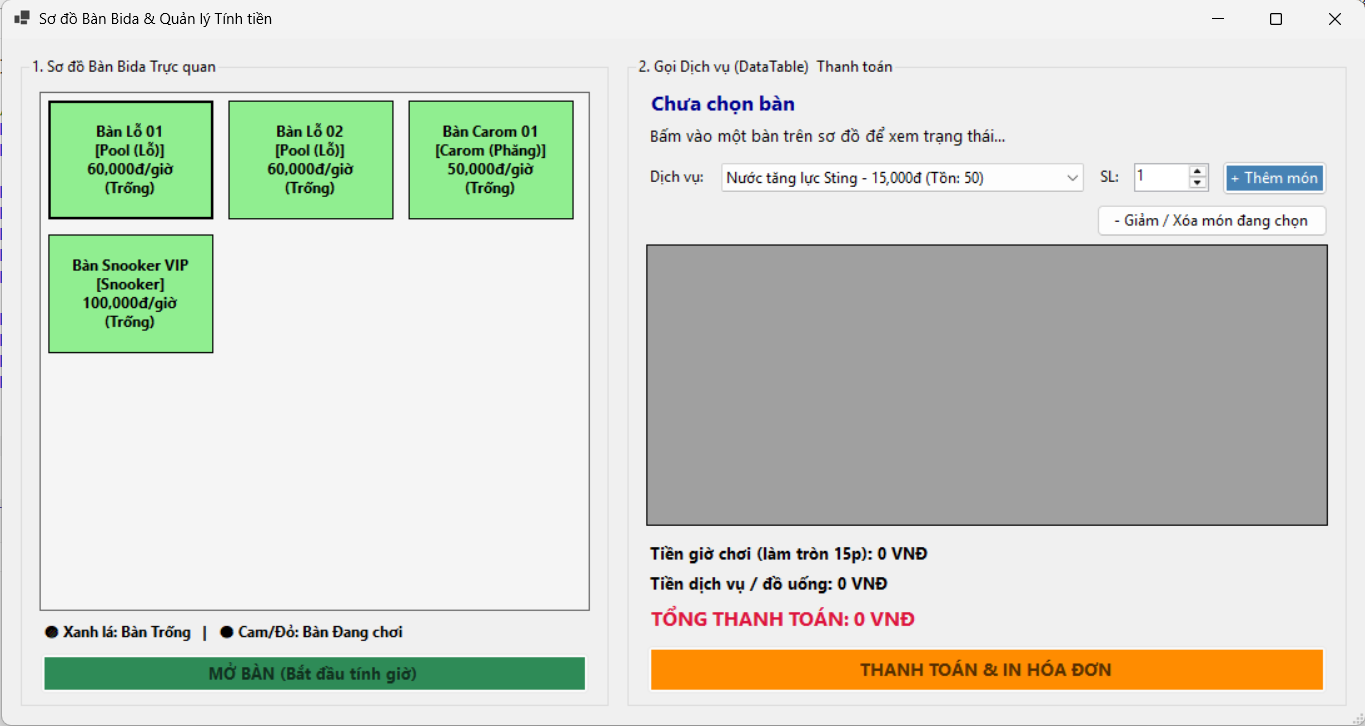 Sơ đồ Bàn Bida & Quản lý Tính tiền
1. Sơ đồ Bàn Bida Trực quan
Bàn Lỗ 01
[Pool (Lỗ)]
60,000đ/giờ
(Trống)
Bàn Lỗ 02
[Pool (Lỗ)]
60,000đ/giờ
(Trống)
Bàn Carom 01
[Carom (Phăng)]
50,000đ/giờ
(Trống)
Bàn Snooker VIP
[Snooker]
100,000đ/giờ
(Trống)
Xanh lá: Bàn Trống | Cam/Đỏ: Bàn Đang chơi
MỞ BÀN (Bắt đầu tính giờ)
2. Gọi Dịch vụ (DataTable) Thanh toán
Chưa chọn bàn
Bấm vào một bàn trên sơ đồ để xem trạng thái...
Dịch vụ: Nước tăng lực Sting - 15,000đ (Tồn: 50) SL: 1 + Thêm món
- Giảm / Xóa món đang chọn
Tiền giờ chơi (làm tròn 15p): 0 VNĐ
Tiền dịch vụ / đồ uống: 0 VNĐ
TỔNG THANH TOÁN: 0 VNĐ
THANH TOÁN & IN HÓA ĐƠN